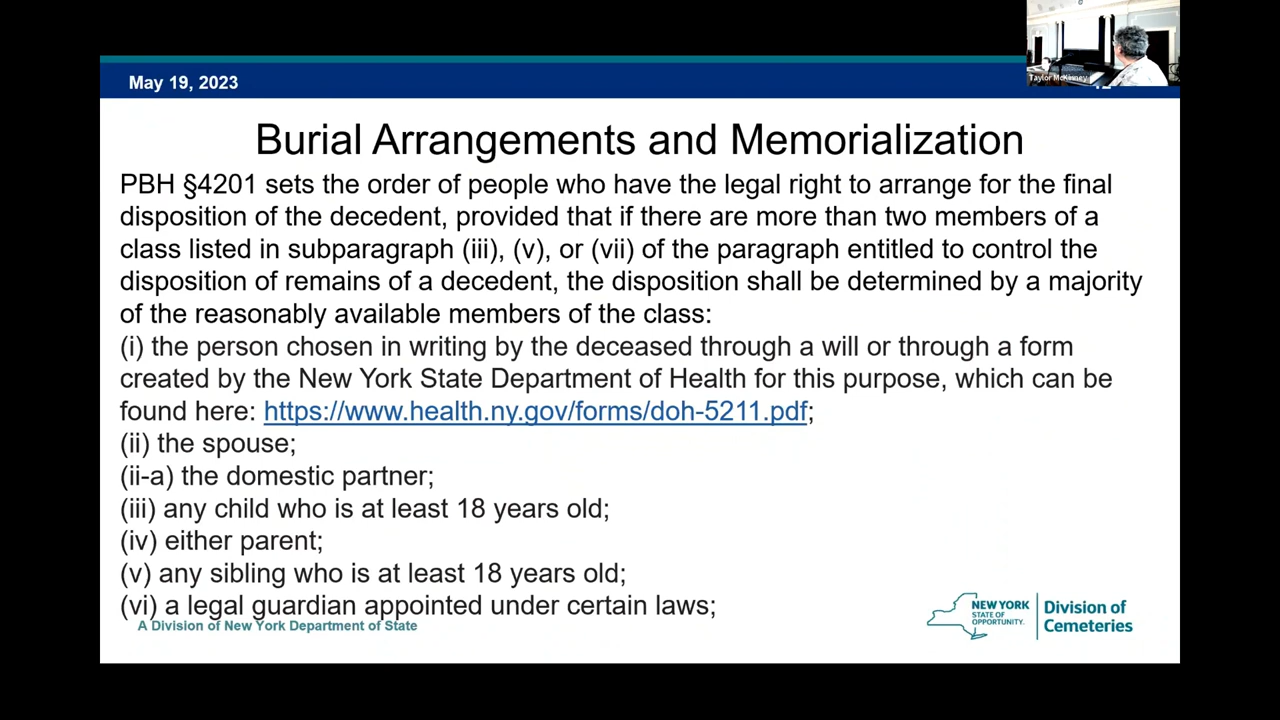 Taylor McKinney
May 19, 2023
Burial Arrangements and Memorialization
PBH §4201 sets the order of people who have the legal right to arrange for the final
disposition of the decedent, provided that if there are more than two members of a
class listed in subparagraph (iii), (v), or (vii) of the paragraph entitled to control the
disposition of remains of a decedent, the disposition shall be determined by a majority
of the reasonably available members of the class:
(i) the person chosen in writing by the deceased through a will or through a form
created by the New York State Department of Health for this purpose, which can be
found here: https://www.health.ny.gov/forms/doh-5211.pdf;
(ii) the spouse;
(ii-a) the domestic partner;
(iii) any child who is at least 18 years old;
(iv) either parent;
(v) any sibling who is at least 18 years old;
(vi) a legal guardian appointed under certain laws;
A Division of New York Department of State
NEW YORK
STATE OF
OPPORTUNITY.
Division of
Cemeteries